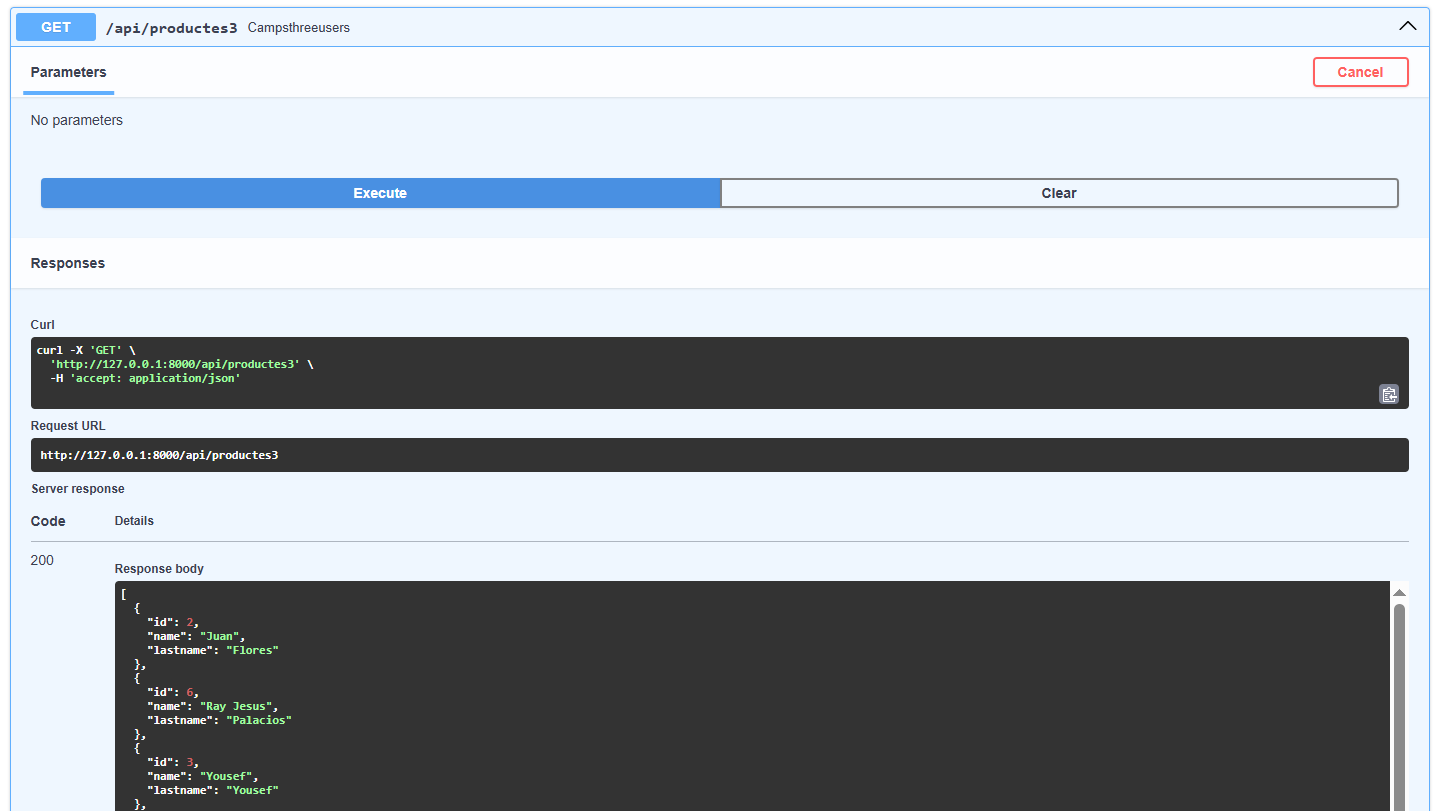 GET /api/productes3 Campsthreeusers
Parameters
Cancel
No parameters
Execute
Clear
Responses
Curl
curl -X 'GET' \
  'http://127.0.0.1:8000/api/productes3' \
  -H 'accept: application/json'
Request URL
http://127.0.0.1:8000/api/productes3
Server response
Code Details
200
Response body
[
  {
    "id": 2,
    "name": "Juan",
    "lastname": "Flores"
  },
  {
    "id": 6,
    "name": "Ray Jesus",
    "lastname": "Palacios"
  },
  {
    "id": 3,
    "name": "Yousef",
    "lastname": "Yousef"
  },